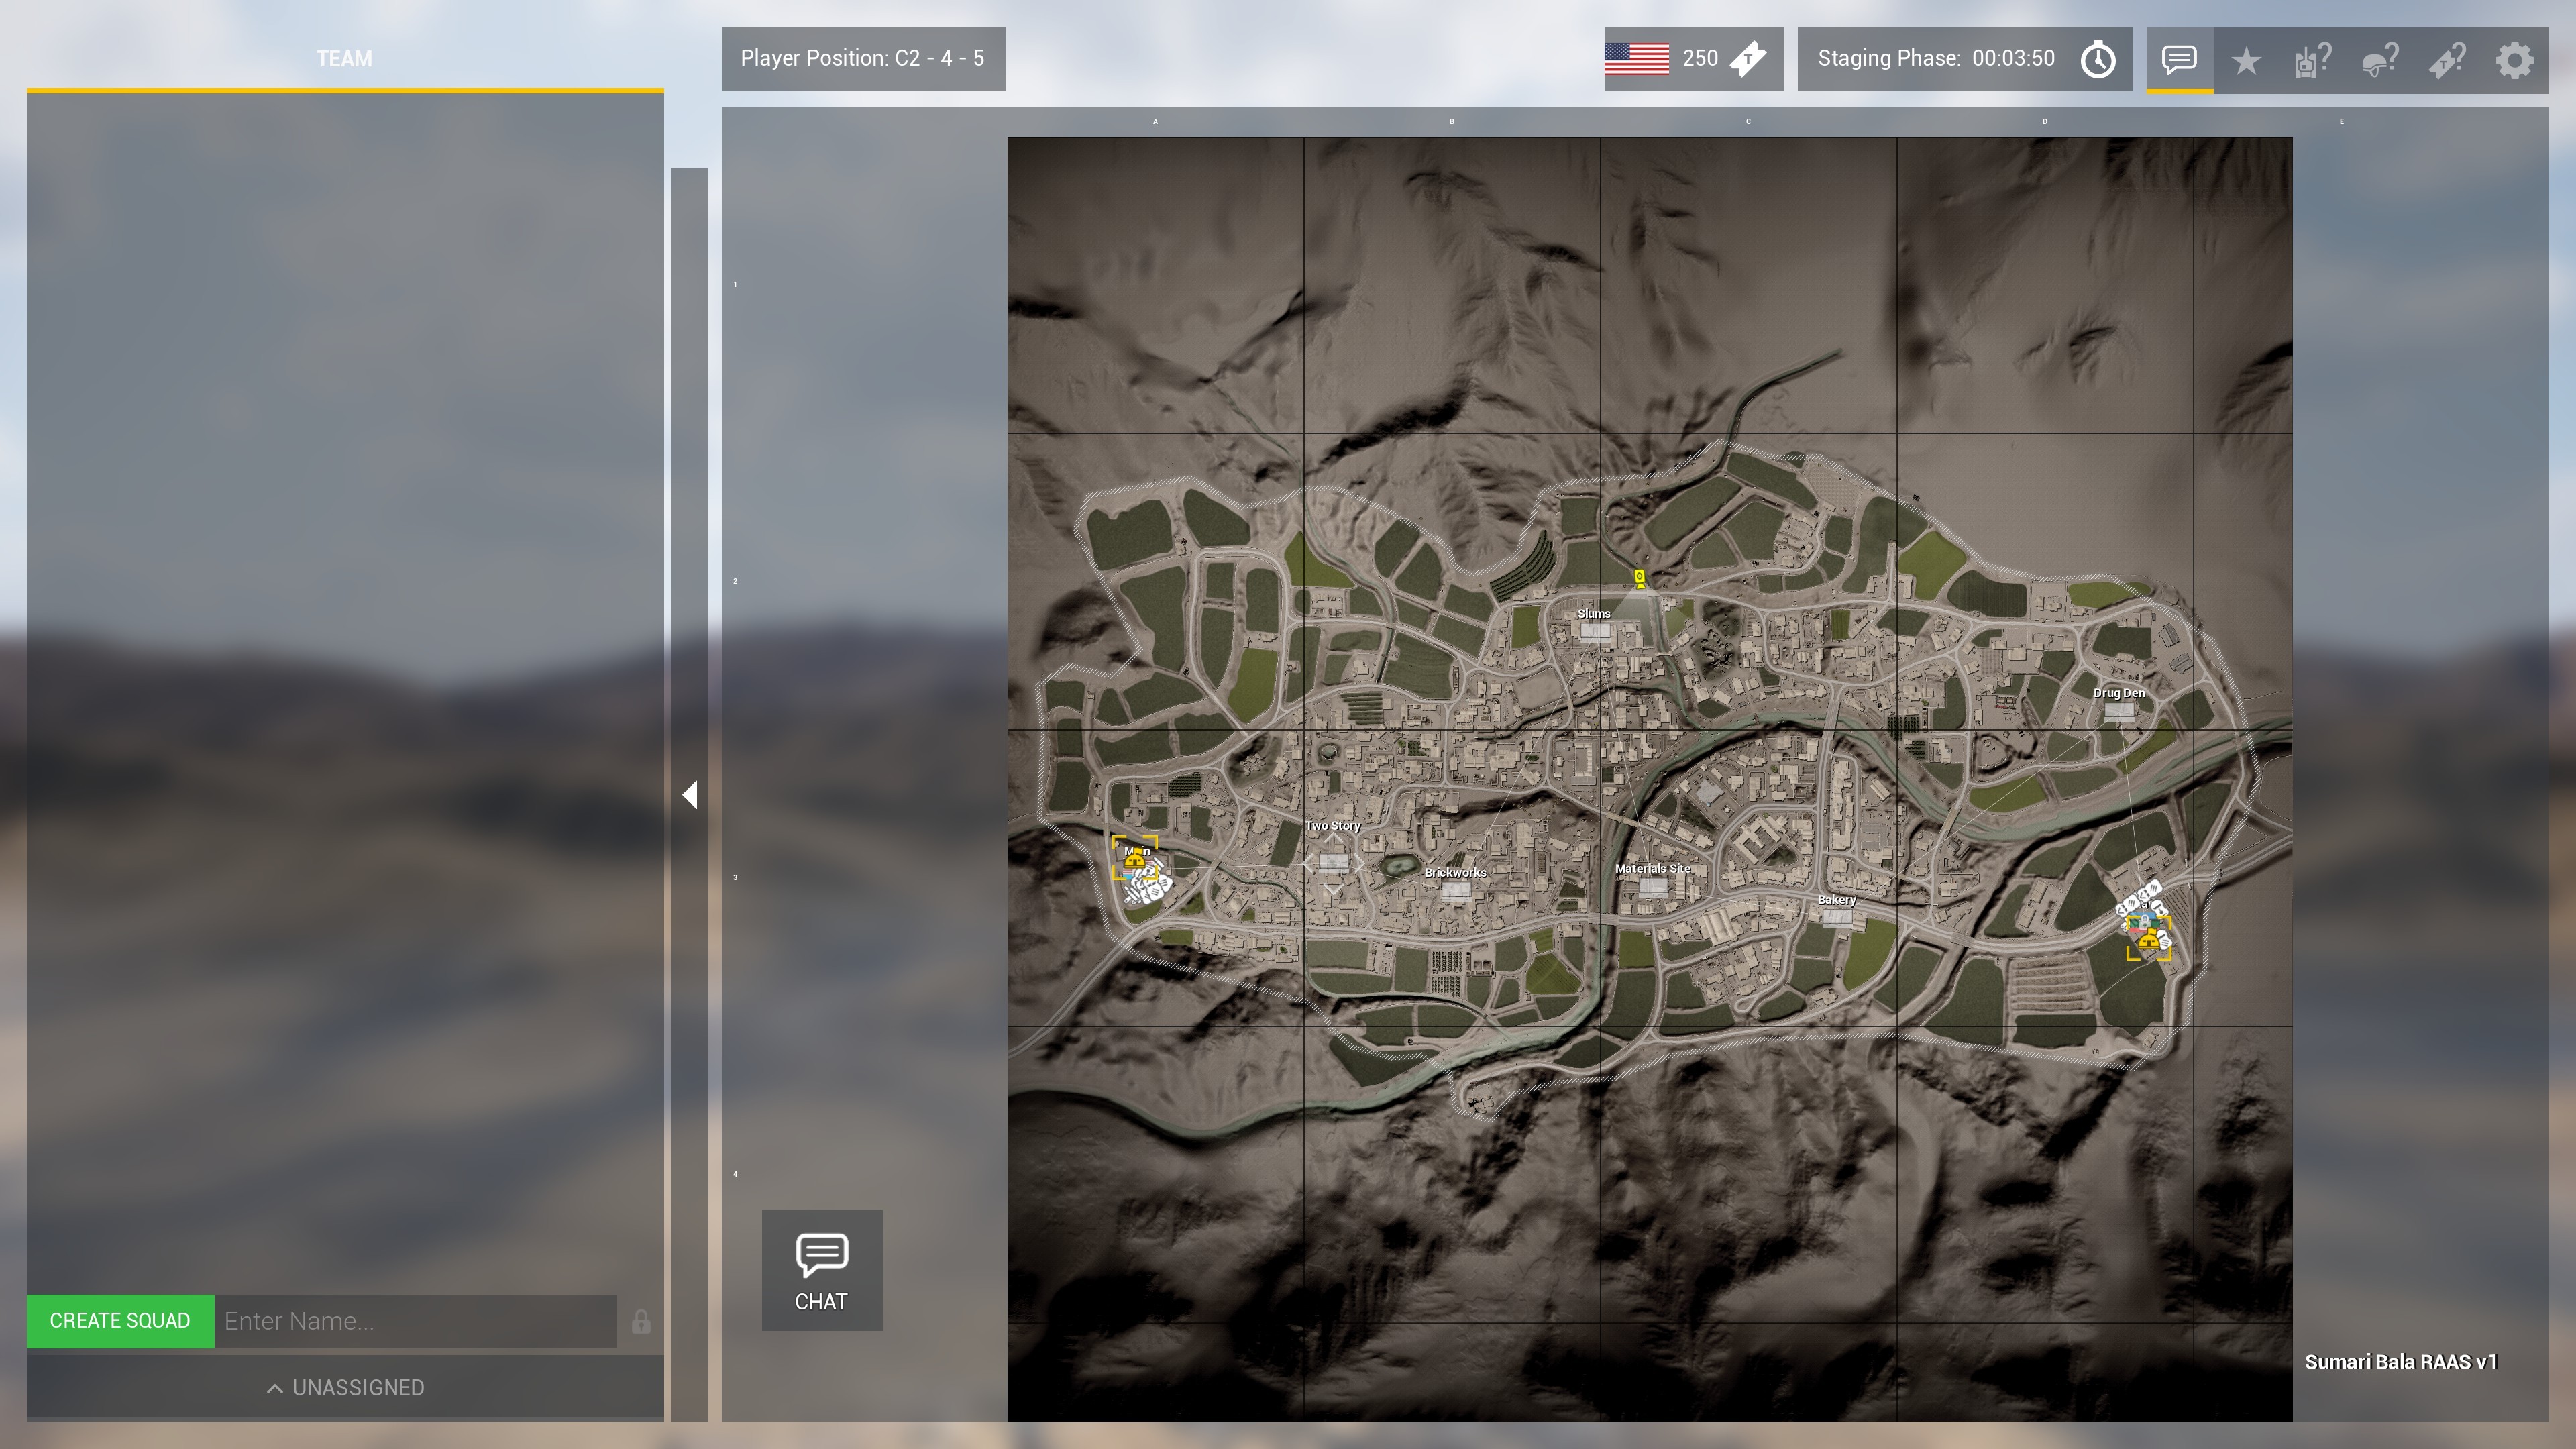 TEAM
Player Position: C2 - 4 - 5
250
T
Staging Phase: 00:03:50
A
B
C
D
E
1
2
Slums
Drug Den
Two Story
Main
3
Brickworks
Materials Site
Bakery
4
CHAT
CREATE SQUAD
Enter Name...
UNASSIGNED
Sumari Bala RAAS v1